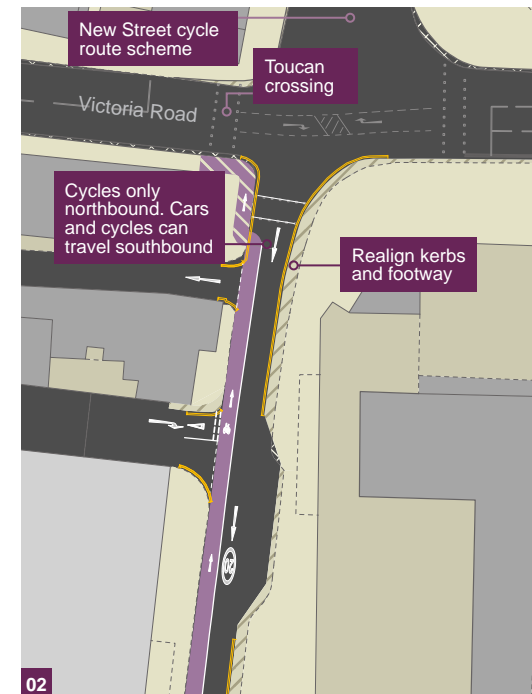 New Street cycle
route scheme
Toucan
crossing
Victoria Road
Cycles only
northbound. Cars
and cycles can
travel southbound
Realign kerbs
and footway
20
02